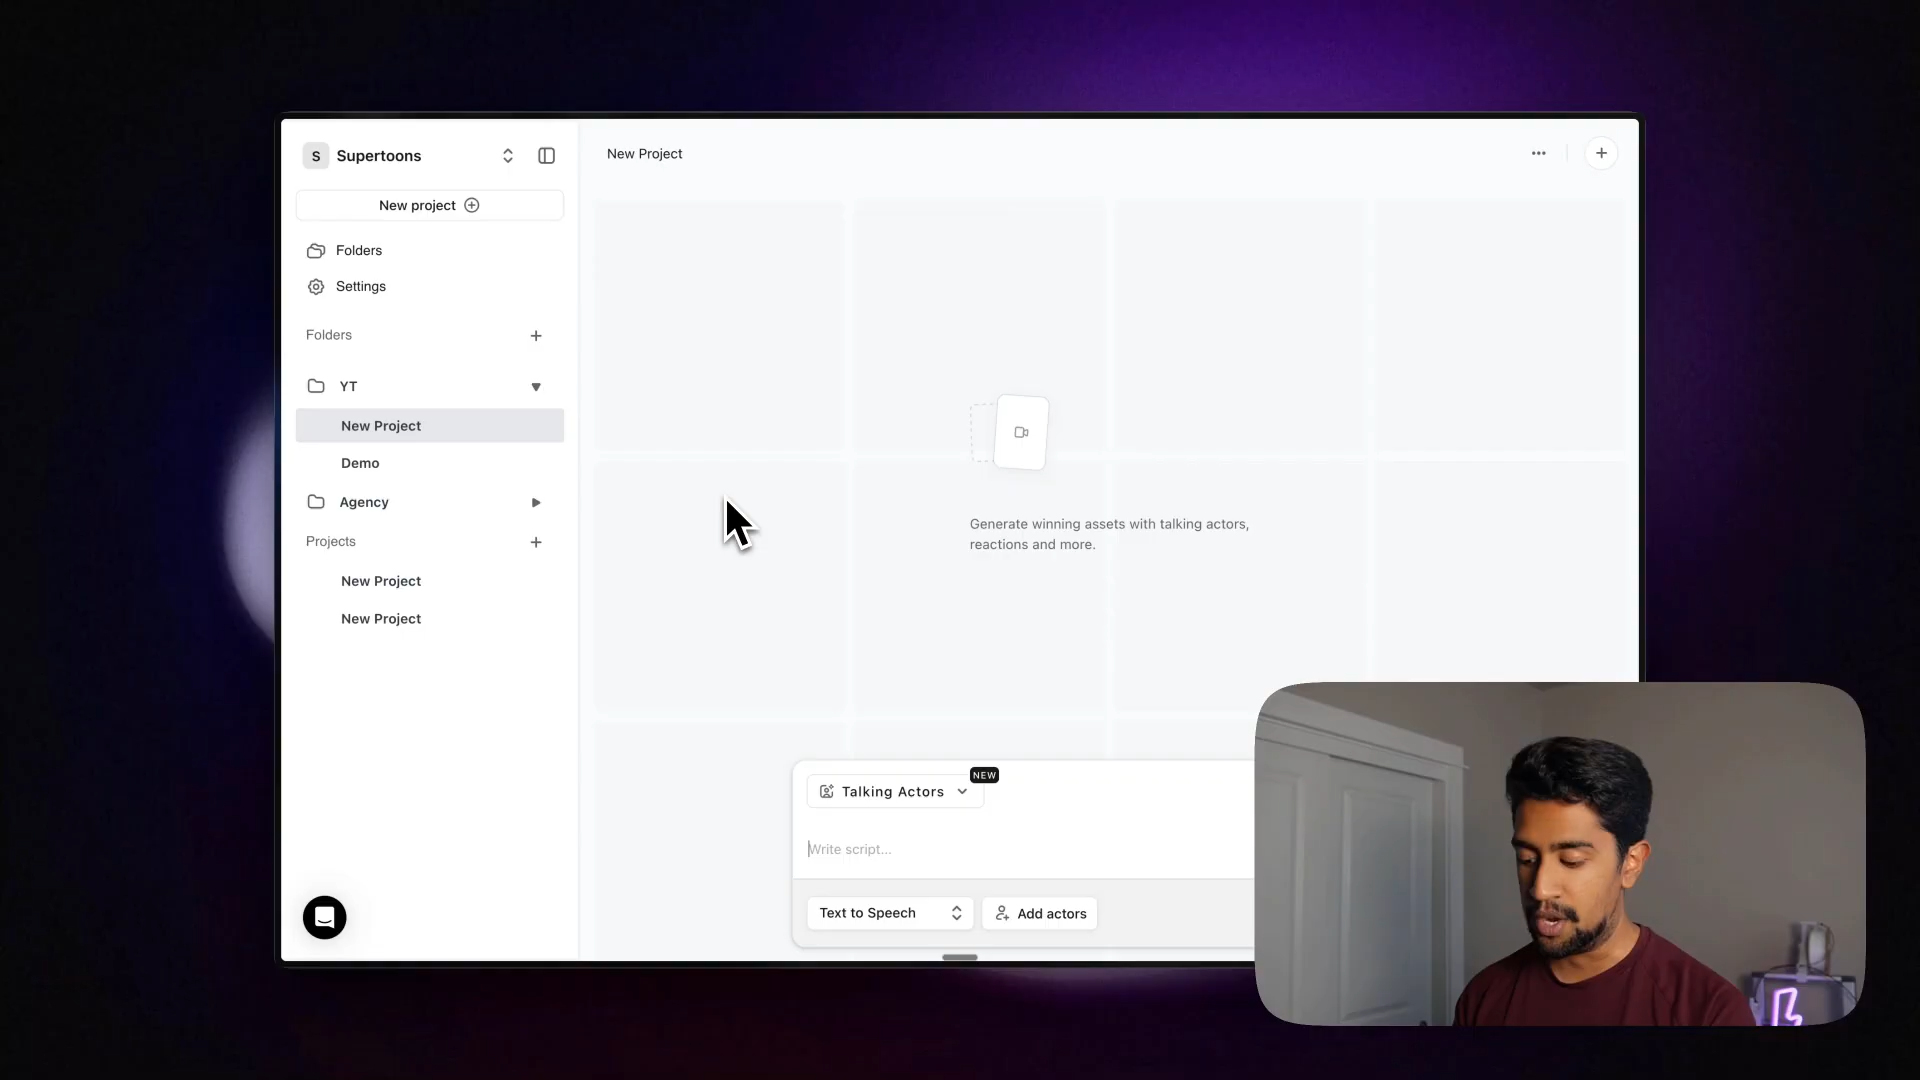 S Supertoons
New project
Folders
Settings
Folders
YT
New Project
Demo
Agency
Projects
New Project
New Project
New Project
Generate winning assets with talking actors,
reactions and more.
NEW
Talking Actors
Write script...
Text to Speech
Add actors